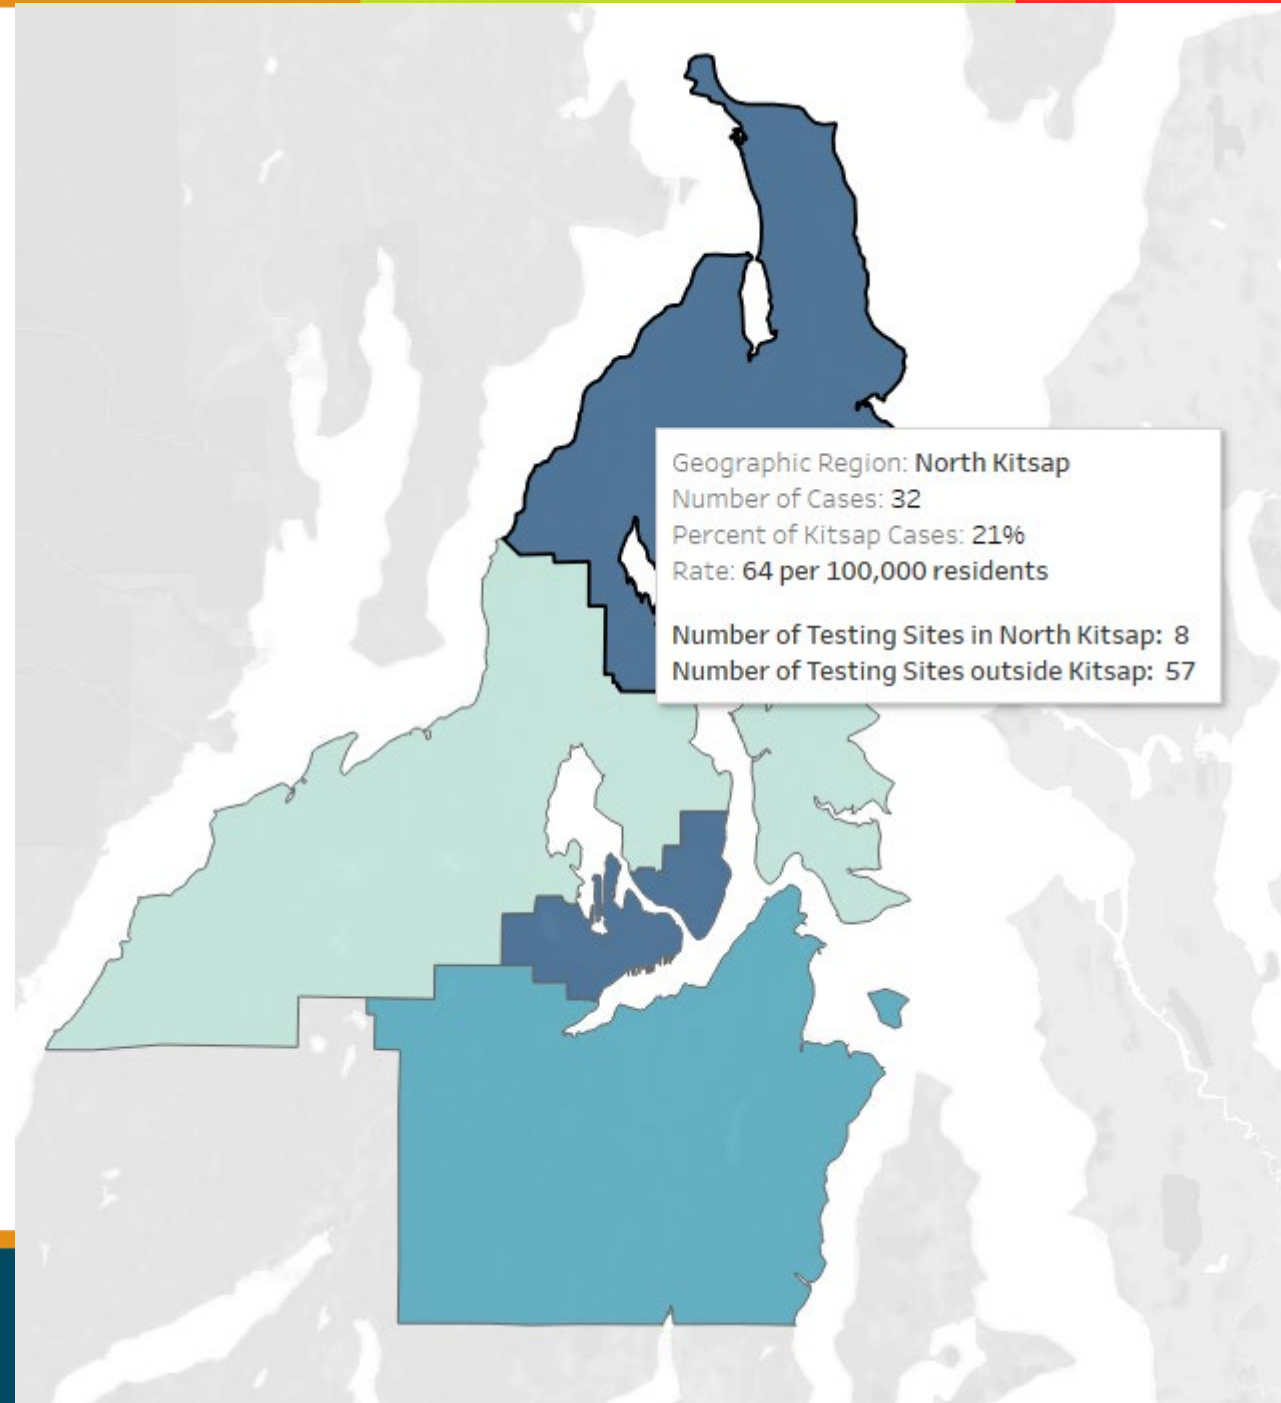 Geographic Region: North Kitsap
Number of Cases: 32
Percent of Kitsap Cases: 21%
Rate: 64 per 100,000 residents
Number of Testing Sites in North Kitsap: 8
Number of Testing Sites outside Kitsap: 57